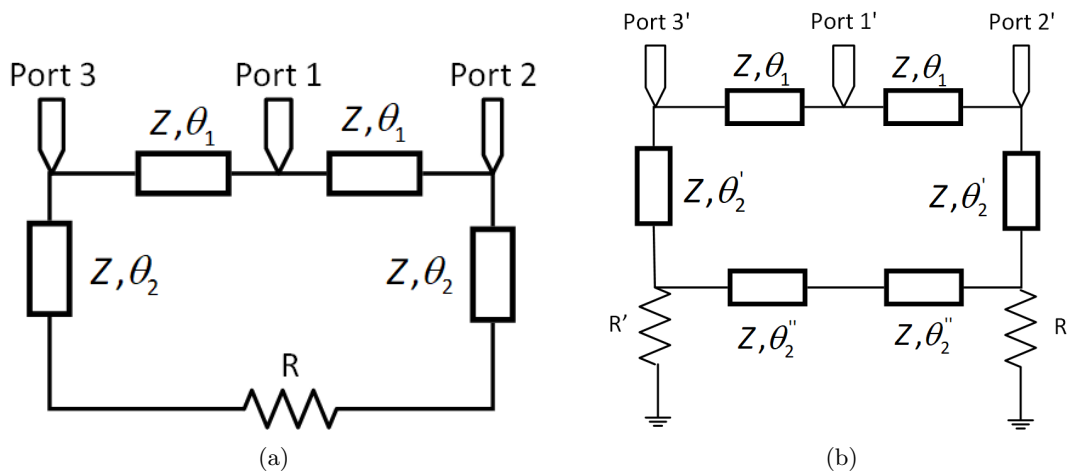 Port 3
Port 1
Port 2
Z,θ₁
Z,θ₁
Z,θ₂
Z,θ₂
R
(a)
Port 3'
Port 1'
Port 2'
Z,θ₁
Z,θ₁
Z,θ₂'
Z,θ₂'
R'
Z,θ₂''
Z,θ₂''
R
(b)